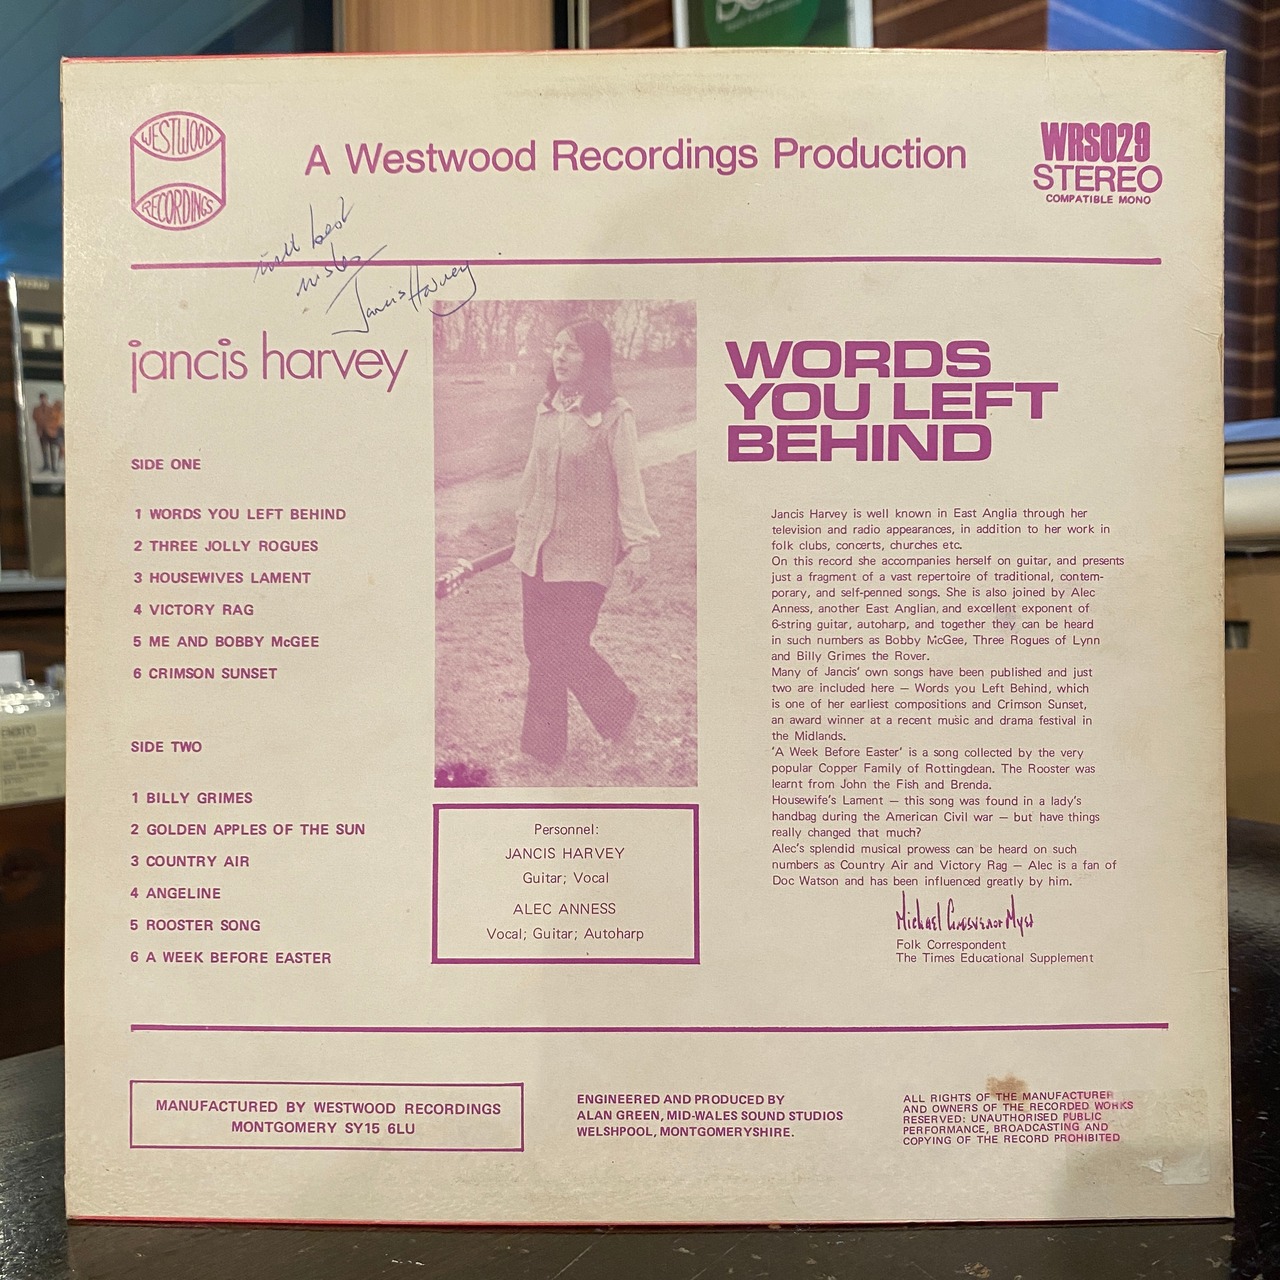 WESTWOOD
RECORDINGS
A Westwood Recordings Production
WRS029
STEREO
COMPATIBLE MONO
with best
wishes
Jancis Harvey
jancis harvey
WORDS
YOU LEFT
BEHIND
SIDE ONE
1 WORDS YOU LEFT BEHIND
2 THREE JOLLY ROGUES
3 HOUSEWIVES LAMENT
4 VICTORY RAG
5 ME AND BOBBY McGEE
6 CRIMSON SUNSET
SIDE TWO
1 BILLY GRIMES
2 GOLDEN APPLES OF THE SUN
3 COUNTRY AIR
4 ANGELINE
5 ROOSTER SONG
6 A WEEK BEFORE EASTER
Personnel:
JANCIS HARVEY
Guitar; Vocal
ALEC ANNESS
Vocal; Guitar; Autoharp
Jancis Harvey is well known in East Anglia through her
television and radio appearances, in addition to her work in
folk clubs, concerts, churches etc.
On this record she accompanies herself on guitar, and presents
just a fragment of a vast repertoire of traditional, contem-
porary, and self-penned songs. She is also joined by Alec
Anness, another East Anglian, and excellent exponent of
6-string guitar, autoharp, and together they can be heard
in such numbers as Bobby McGee, Three Rogues of Lynn
and Billy Grimes the Rover.
Many of Jancis' own songs have been published and just
two are included here – Words you Left Behind, which
is one of her earliest compositions and Crimson Sunset,
an award winner at a recent music and drama festival in
the Midlands.
'A Week Before Easter' is a song collected by the very
popular Copper Family of Rottingdean. The Rooster was
learnt from John the Fish and Brenda.
Housewife's Lament – this song was found in a lady's
handbag during the American Civil war – but have things
really changed that much?
Alec's splendid musical prowess can be heard on such
numbers as Country Air and Victory Rag – Alec is a fan of
Doc Watson and has been influenced greatly by him.
Michael Grosvenor Myer
Folk Correspondent
The Times Educational Supplement
MANUFACTURED BY WESTWOOD RECORDINGS
MONTGOMERY SY15 6LU
ENGINEERED AND PRODUCED BY
ALAN GREEN, MID-WALES SOUND STUDIOS
WELSHPOOL, MONTGOMERYSHIRE.
ALL RIGHTS OF THE MANUFACTURER
AND OWNERS OF THE RECORDED WORKS
RESERVED: UNAUTHORISED PUBLIC
PERFORMANCE, BROADCASTING AND
COPYING OF THE RECORD PROHIBITED